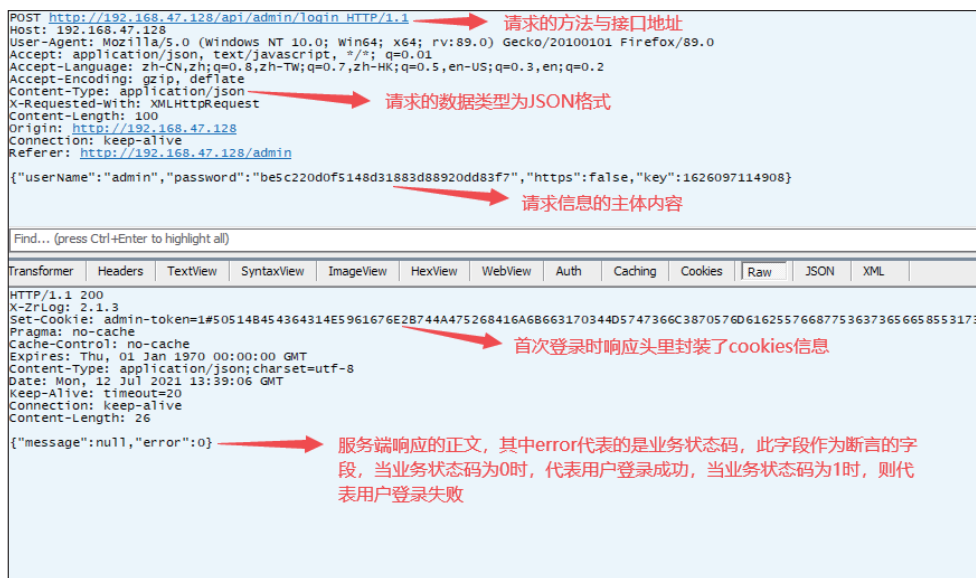 POST http://192.168.47.128/api/admin/login HTTP/1.1
请求的方法与接口地址
Host: 192.168.47.128
User-Agent: Mozilla/5.0 (Windows NT 10.0; Win64; x64; rv:89.0) Gecko/20100101 Firefox/89.0
Accept: application/json, text/javascript, */*; q=0.01
Accept-Language: zh-CN,zh;q=0.8,zh-TW;q=0.7,zh-HK;q=0.5,en-US;q=0.3,en;q=0.2
Accept-Encoding: gzip, deflate
Content-Type: application/json
请求的数据类型为JSON格式
X-Requested-With: XMLHttpRequest
Content-Length: 100
Origin: http://192.168.47.128
Connection: keep-alive
Referer: http://192.168.47.128/admin
{"userName":"admin","password":"be5c220d0f5148d31883d88920dd83f7","https":false,"key":1626097114908}
请求信息的主体内容
Find... (press Ctrl+Enter to highlight all)
Transformer Headers TextView SyntaxView ImageView HexView WebView Auth Caching Cookies Raw JSON XML
HTTP/1.1 200
X-ZrLog: 2.1.3
Set-Cookie:
Pragma: no-cache
首次登录时响应头里封装了cookies信息
Cache-Control: no-cache
Expires: Thu, 01 Jan 1970 00:00:00 GMT
Content-Type: application/json;charset=utf-8
Date: Mon, 12 Jul 2021 13:39:06 GMT
Keep-Alive: timeout=20
Connection: keep-alive
Content-Length: 26
{"message":null,"error":0}
服务端响应的正文，其中error代表的是业务状态码，此字段作为断言的字
段，当业务状态码为0时，代表用户登录成功，当业务状态码为1时，则代
表用户登录失败